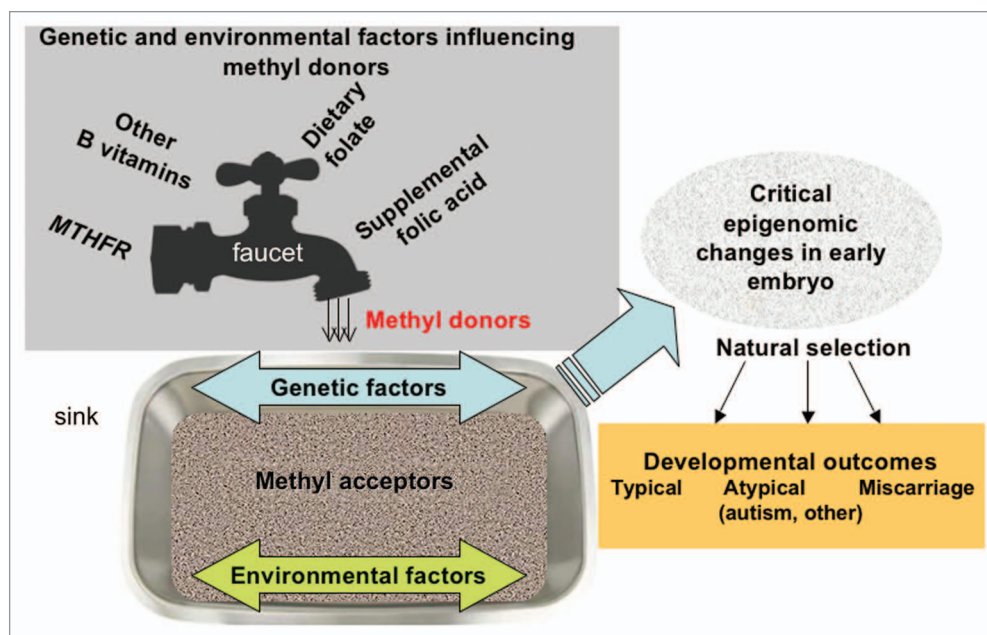 Genetic and environmental factors influencing
methyl donors
Other
B vitamins
Dietary
folate
Supplemental
folic acid
MTHFR
faucet
Methyl donors
Critical
epigenomic
changes in early
embryo
Natural selection
Genetic factors
sink
Methyl acceptors
Environmental factors
Developmental outcomes
Typical Atypical Miscarriage
(autism, other)